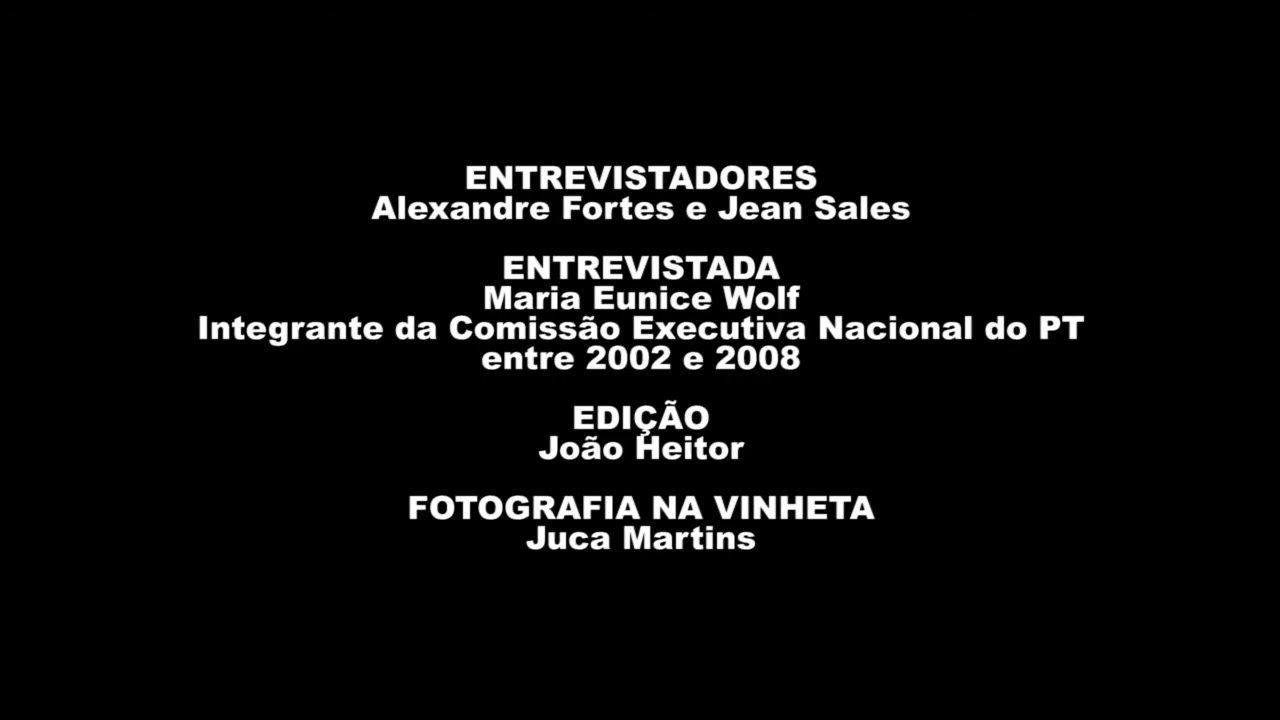 ENTREVISTADORES
Alexandre Fortes e Jean Sales
ENTREVISTADA
Maria Eunice Wolf
Integrante da Comissão Executiva Nacional do PT
entre 2002 e 2008
EDIÇÃO
João Heitor
FOTOGRAFIA NA VINHETA
Juca Martins